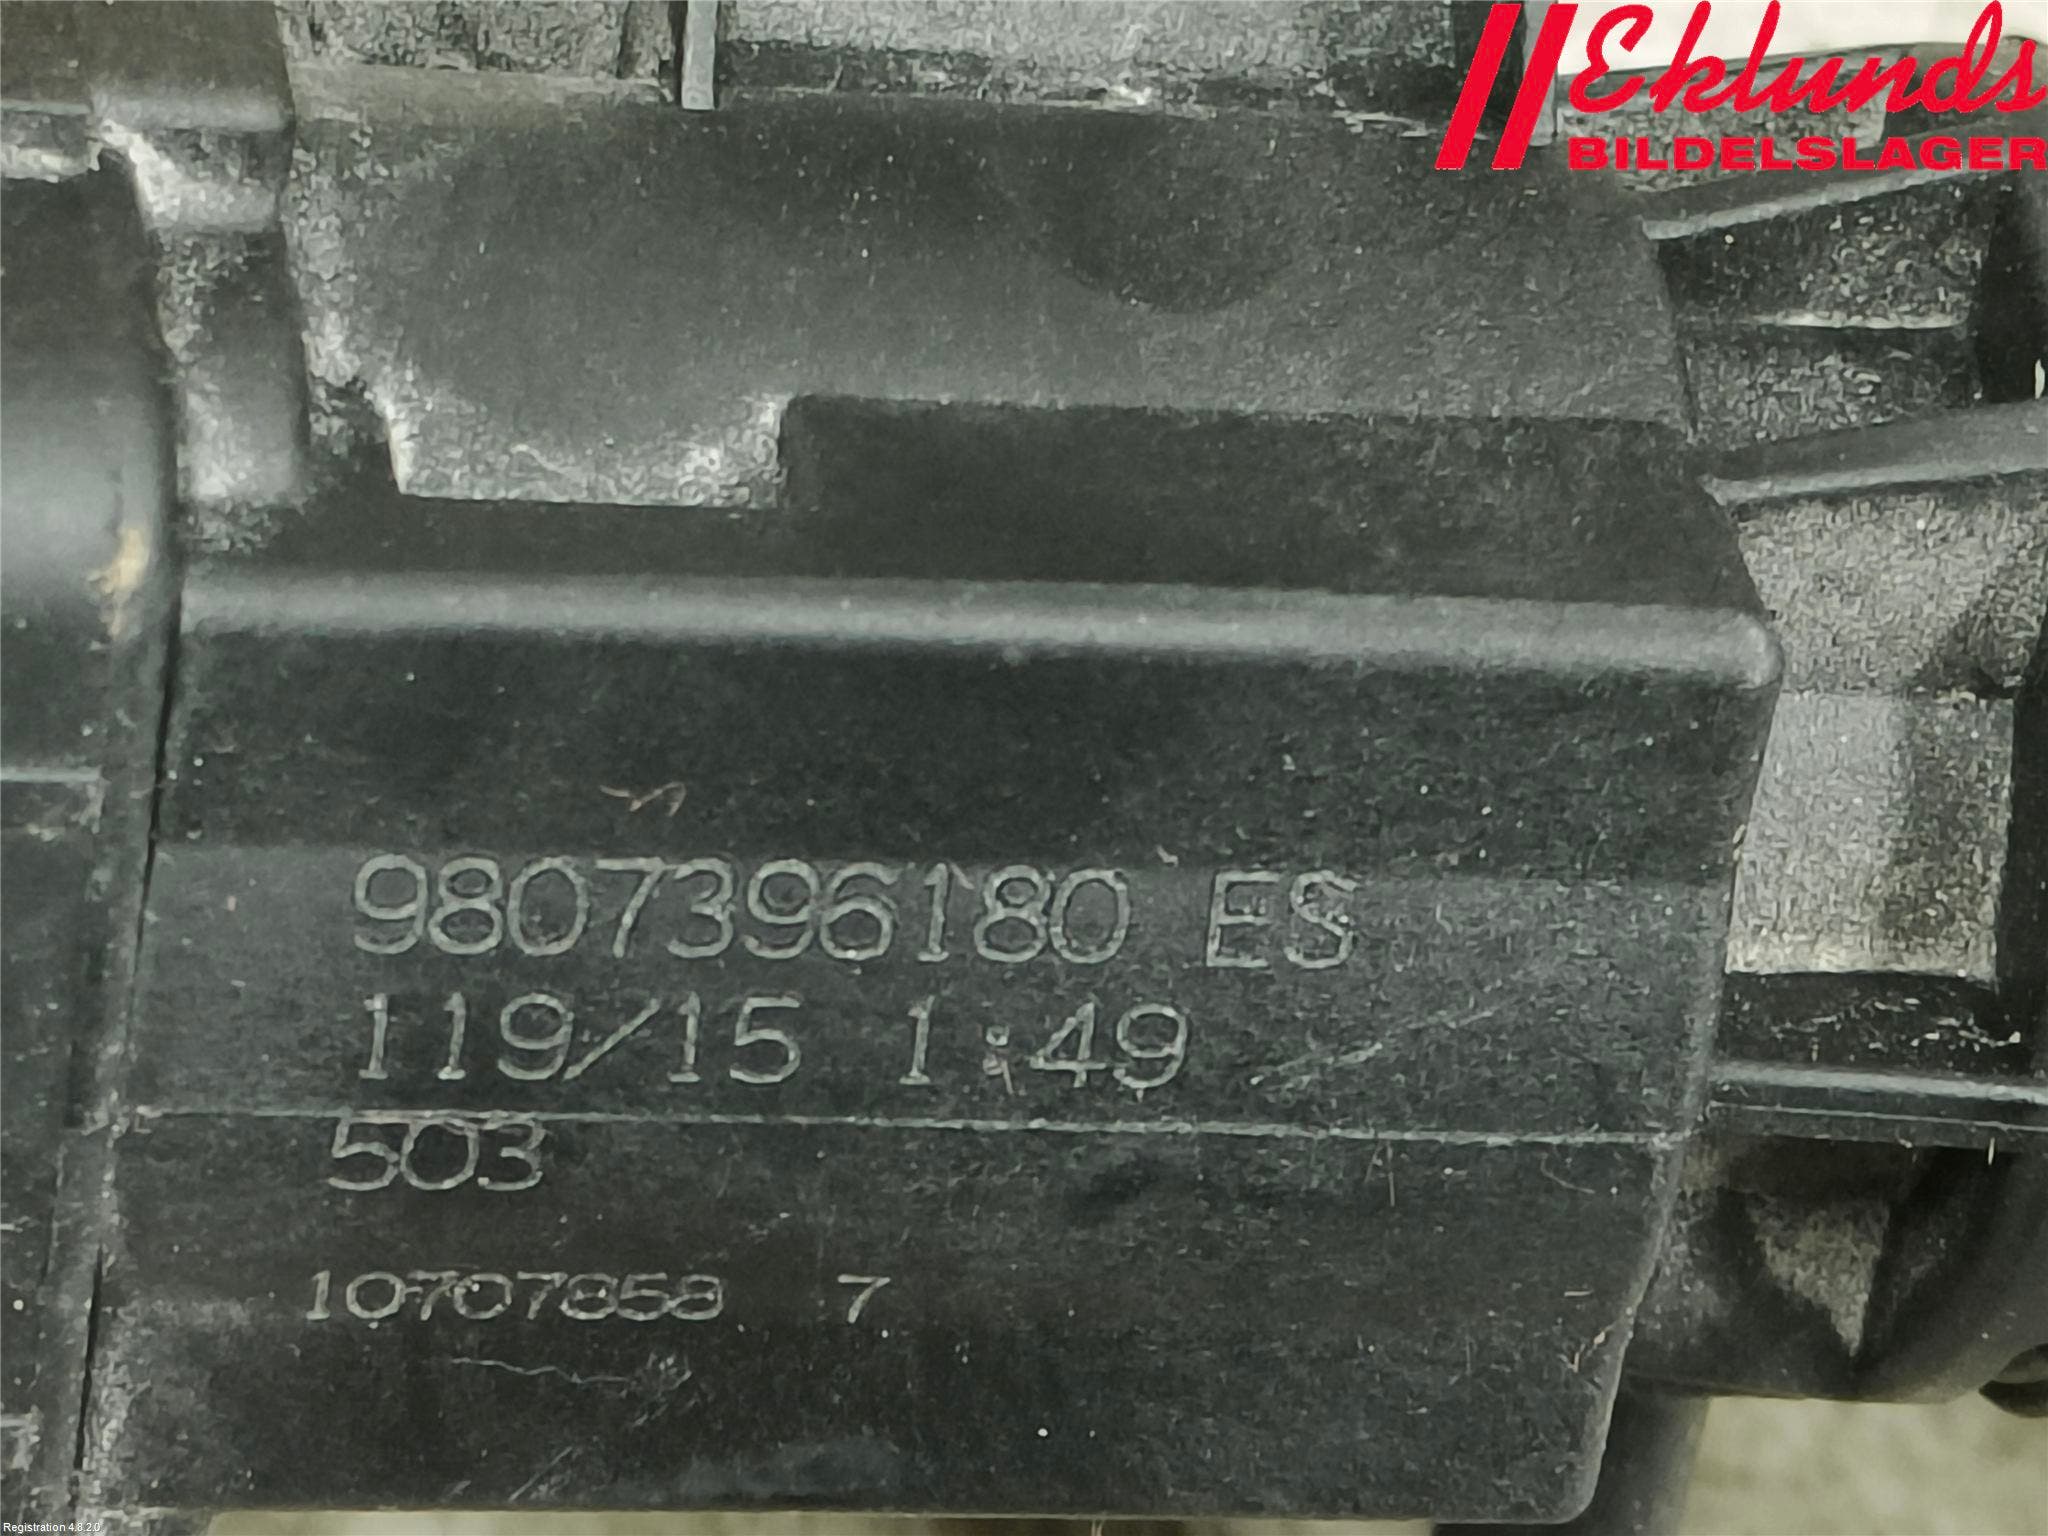 Eklunds
BILDELSLAGER
9807396180 ES
119/15 1:49
503
10707858 7
Registration 4.8.2.0